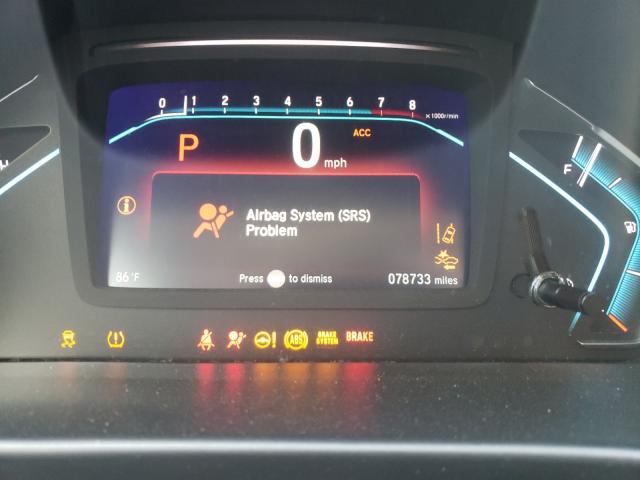 0 1 2 3 4 5 6 7 8 ×1000r/min
P 0 mph ACC
F
Airbag System (SRS)
Problem
86°F Press to dismiss 078733 miles
ABS BRAKE SYSTEM BRAKE